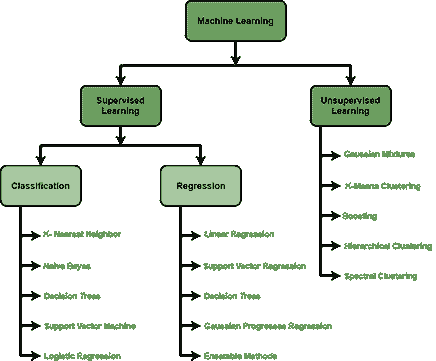 Machine Learning
Supervised
Learning
Unsupervised
Learning
Classification
Regression
Gaussian Mixtures
K-Means Clustering
Boosting
Hierarchical Clustering
Spectral Clustering
K- Nearest Neighbor
Naive Bayes
Decision Trees
Support Vector Machine
Logistic Regression
Linear Regression
Support Vector Regression
Decision Trees
Gaussian Progresses Regression
Ensemble Methods